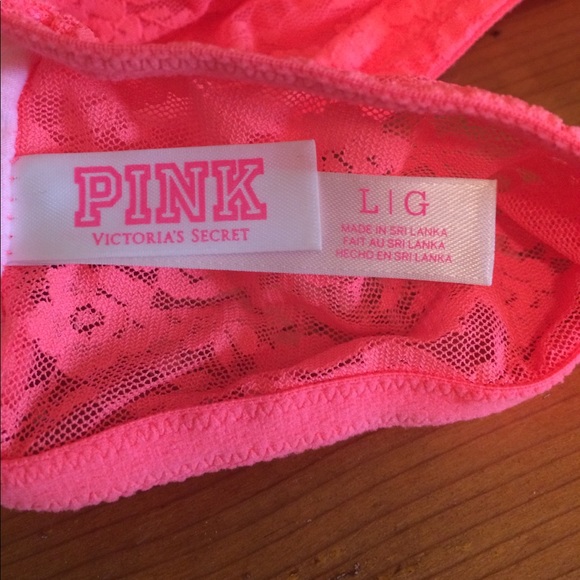 PINK
VICTORIA'S SECRET
L|G
MADE IN SRI LANKA
FAIT AU SRI LANKA
HECHO EN SRI LANKA